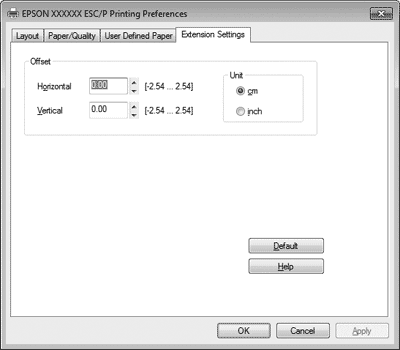 EPSON XXXXXX ESC/P Printing Preferences
Layout Paper/Quality User Defined Paper Extension Settings
Offset
Horizontal 0.00 [-2.54 ... 2.54]
Vertical 0.00 [-2.54 ... 2.54]
Unit
cm
inch
Default
Help
OK Cancel Apply